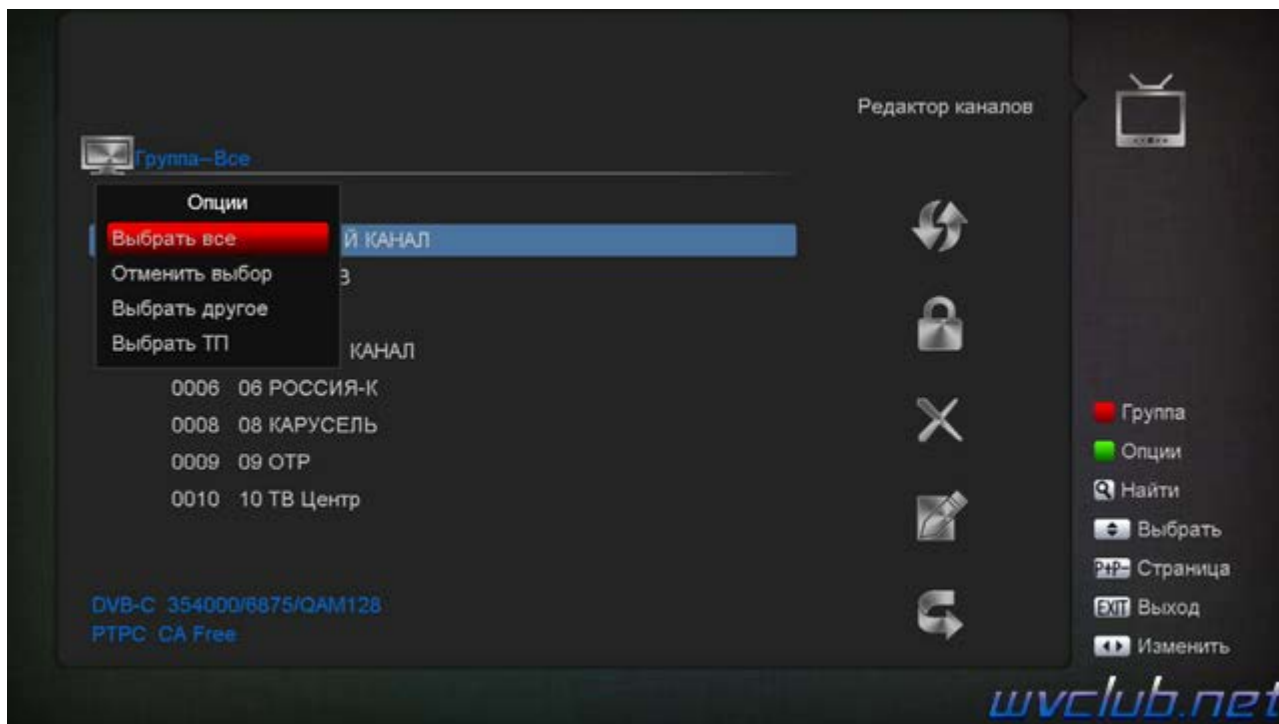 Редактор каналов
Группа-Все
Опции
Выбрать все
Отменить выбор
Выбрать другое
Выбрать ТП
КАНАЛ
КАНАЛ
0006 06 РОССИЯ-К
0008 08 КАРУСЕЛЬ
0009 09 ОТР
0010 10 ТВ Центр
DVB-C 354000/6875/QAM128
РТРС CA Free
Группа
Опции
Найти
Выбрать
P+P- Страница
EXIT Выход
Изменить
wvclub.net